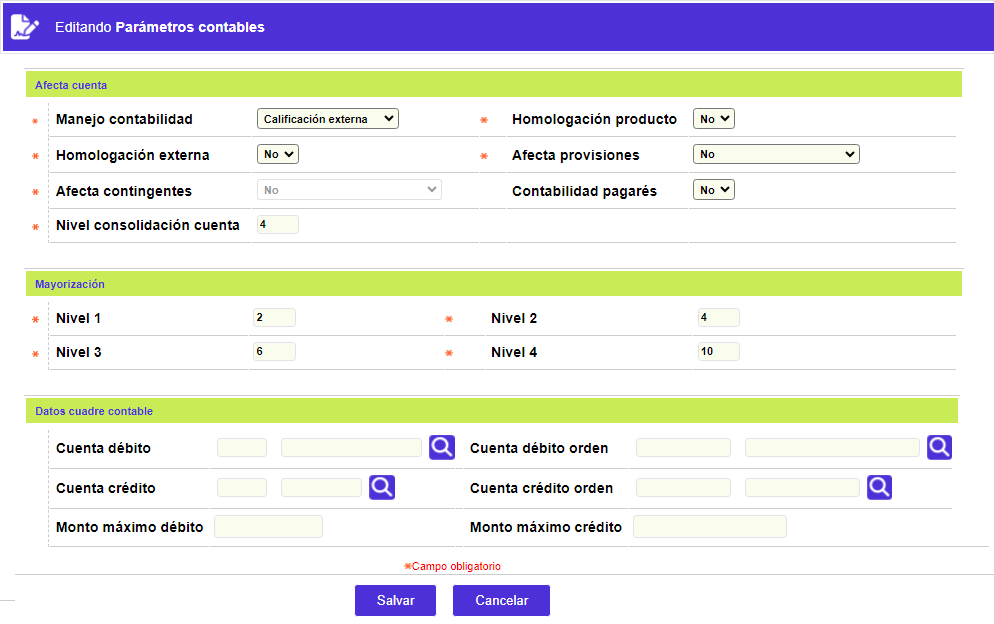 Editando Parámetros contables
Afecta cuenta
* Manejo contabilidad Calificación externa * Homologación producto No
* Homologación externa No * Afecta provisiones No
* Afecta contingentes No Contabilidad pagarés No
* Nivel consolidación cuenta 4
Mayorización
* Nivel 1 2 * Nivel 2 4
* Nivel 3 6 * Nivel 4 10
Datos cuadre contable
Cuenta débito Cuenta débito orden
Cuenta crédito Cuenta crédito orden
Monto máximo débito Monto máximo crédito
*Campo obligatorio
Salvar Cancelar